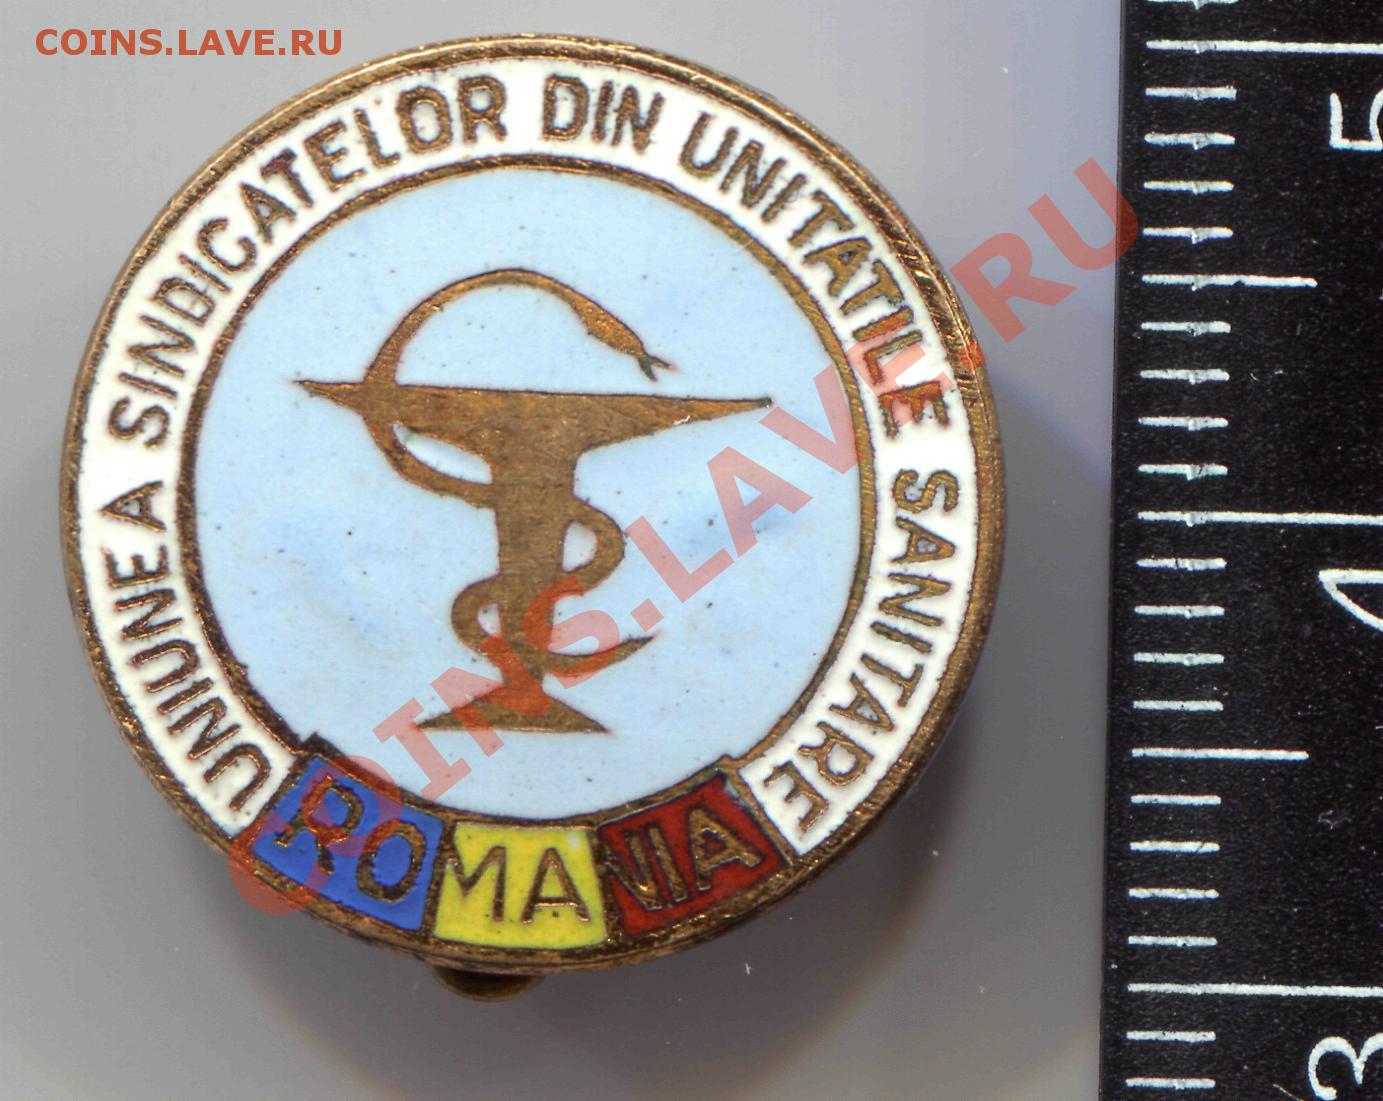 COINS.LAVE.RU
UNIUNEA SINDICATELOR DIN UNITATILE SANITARE
ROMANIA
COINS.LAVE.RU
5
4
3